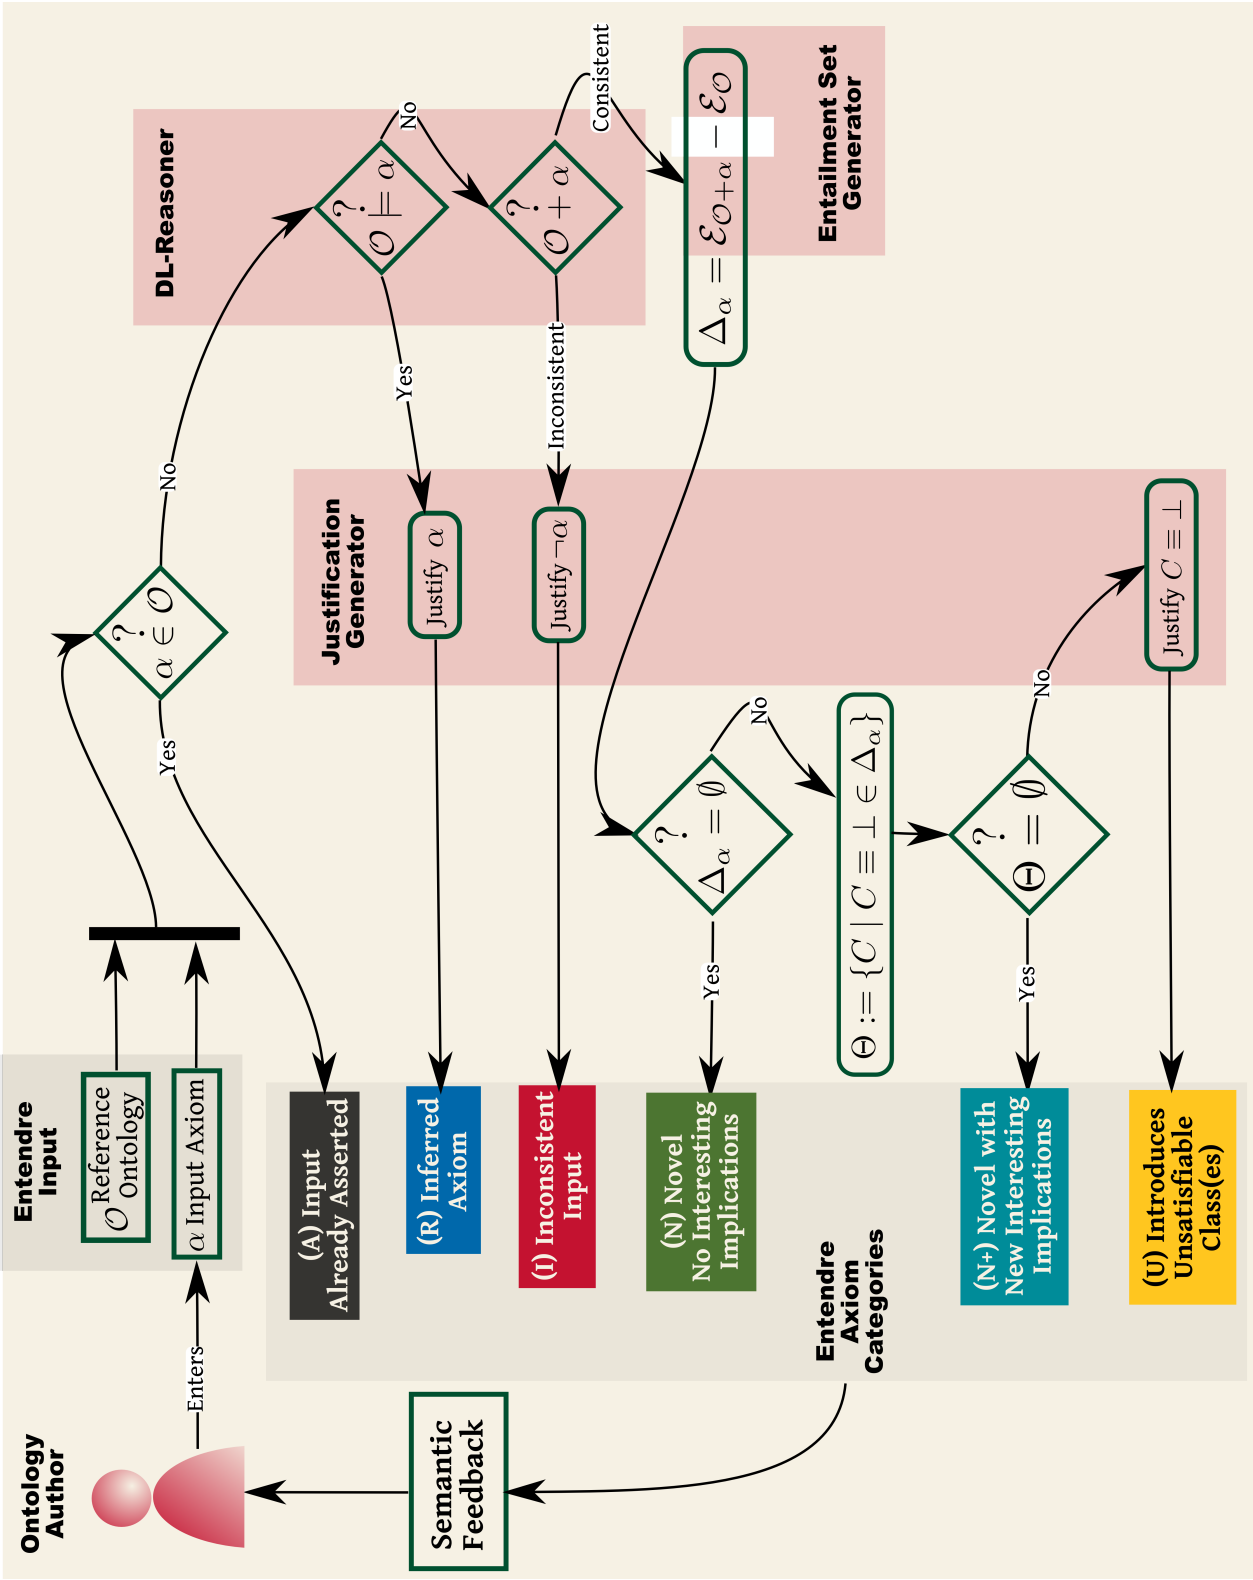 Ontology
Author
Enters
Entendre
Input
𝒪 Reference
Ontology
α Input Axiom
?
α ∈ 𝒪
Yes
No
DL-Reasoner
?
𝒪 ⊨ α
No
Yes
?
𝒪 + α
Consistent
Inconsistent
Δα = ℰ𝒪+α − ℰ𝒪
Entailment Set
Generator
Justification
Generator
Justify α
Justify ¬α
?
Δα = ∅
No
Yes
Θ := {C | C ≡ ⊥ ∈ Δα}
?
Θ = ∅
No
Yes
Justify C ≡ ⊥
(A) Input
Already Asserted
(R) Inferred
Axiom
(I) Inconsistent
Input
(N) Novel
No Interesting
Implications
(N+) Novel with
New Interesting
Implications
(U) Introduces
Unsatisfiable
Class(es)
Entendre
Axiom
Categories
Semantic
Feedback